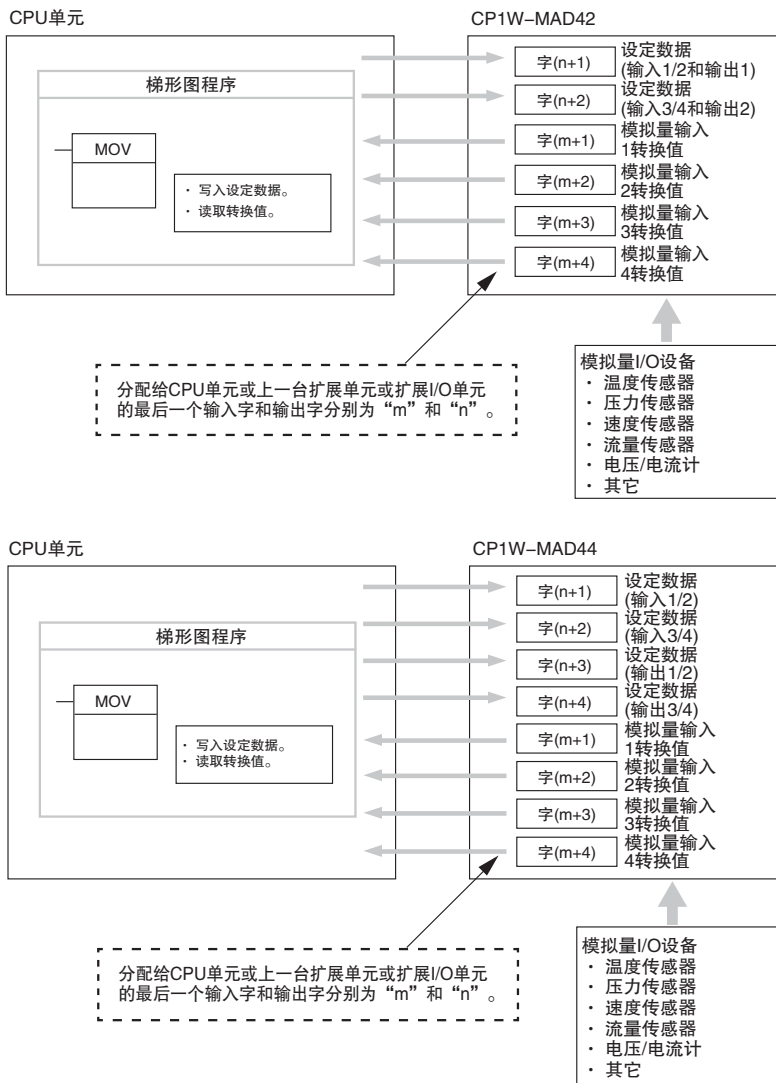 CPU单元
CP1W–MAD42
梯形图程序
MOV
・ 写入设定数据。
・ 读取转换值。
字(n+1)
设定数据
(输入1/2和输出1)
字(n+2)
设定数据
(输入3/4和输出2)
字(m+1)
模拟量输入
1转换值
字(m+2)
模拟量输入
2转换值
字(m+3)
模拟量输入
3转换值
字(m+4)
模拟量输入
4转换值
分配给CPU单元或上一台扩展单元或扩展I/O单元
的最后一个输入字和输出字分别为“m”和“n”。
模拟量I/O设备
・ 温度传感器
・ 压力传感器
・ 速度传感器
・ 流量传感器
・ 电压/电流计
・ 其它
CPU单元
CP1W–MAD44
梯形图程序
MOV
・ 写入设定数据。
・ 读取转换值。
字(n+1)
设定数据
(输入1/2)
字(n+2)
设定数据
(输入3/4)
字(n+3)
设定数据
(输出1/2)
字(n+4)
设定数据
(输出3/4)
字(m+1)
模拟量输入
1转换值
字(m+2)
模拟量输入
2转换值
字(m+3)
模拟量输入
3转换值
字(m+4)
模拟量输入
4转换值
分配给CPU单元或上一台扩展单元或扩展I/O单元
的最后一个输入字和输出字分别为“m”和“n”。
模拟量I/O设备
・ 温度传感器
・ 压力传感器
・ 速度传感器
・ 流量传感器
・ 电压/电流计
・ 其它